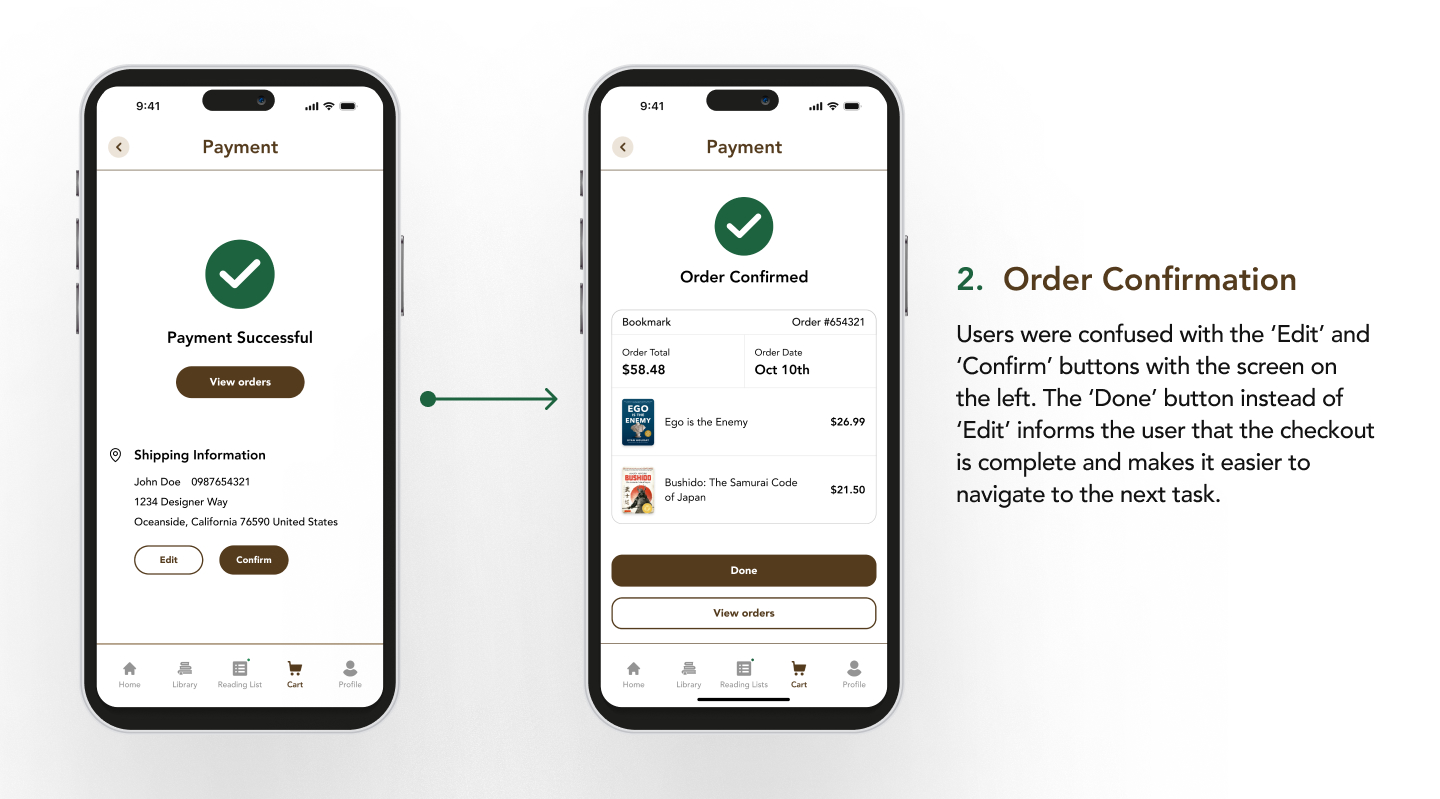 9:41
Payment
Payment Successful
View orders
Shipping Information
John Doe 0987654321
1234 Designer Way
Oceanside, California 76590 United States
Edit
Confirm
Home
Library
Reading List
Cart
Profile
9:41
Payment
Order Confirmed
Bookmark
Order #654321
Order Total
$58.48
Order Date
Oct 10th
EGO
IS THE
ENEMY
Ego is the Enemy
$26.99
BUSHIDO
Bushido: The Samurai Code
of Japan
$21.50
Done
View orders
Home
Library
Reading Lists
Cart
Profile
2. Order Confirmation
Users were confused with the ‘Edit’ and
‘Confirm’ buttons with the screen on
the left. The ‘Done’ button instead of
‘Edit’ informs the user that the checkout
is complete and makes it easier to
navigate to the next task.